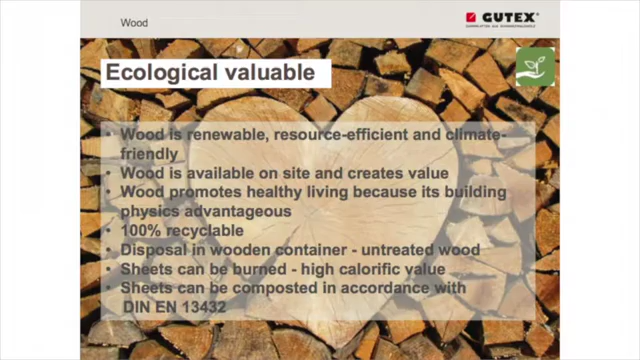 Wood
GUTEX®
Ecological valuable
• Wood is renewable, resource-efficient and climate-
friendly
• Wood is available on site and creates value
• Wood promotes healthy living because its building
physics advantageous
• 100% recyclable
• Disposal in wooden container - untreated wood
• Sheets can be burned - high calorific value
• Sheets can be composted in accordance with
DIN EN 13432